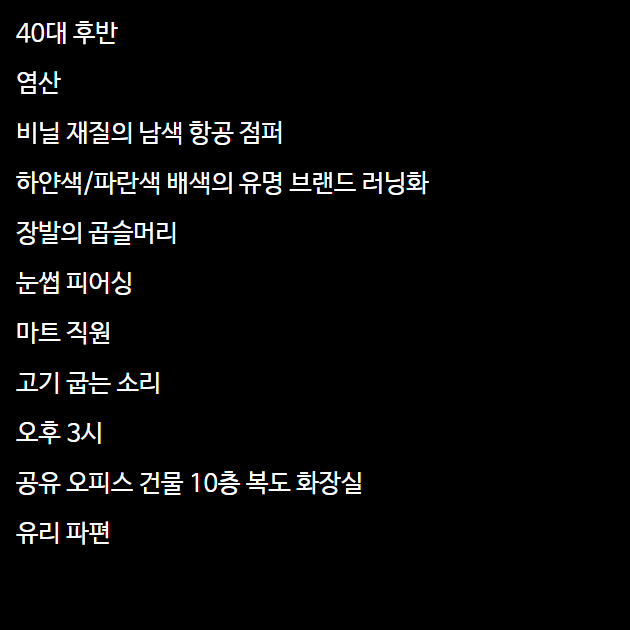 40대 후반
염산
비닐 재질의 남색 항공 점퍼
하얀색/파란색 배색의 유명 브랜드 러닝화
장발의 곱슬머리
눈썹 피어싱
마트 직원
고기 굽는 소리
오후 3시
공유 오피스 건물 10층 복도 화장실
유리 파편